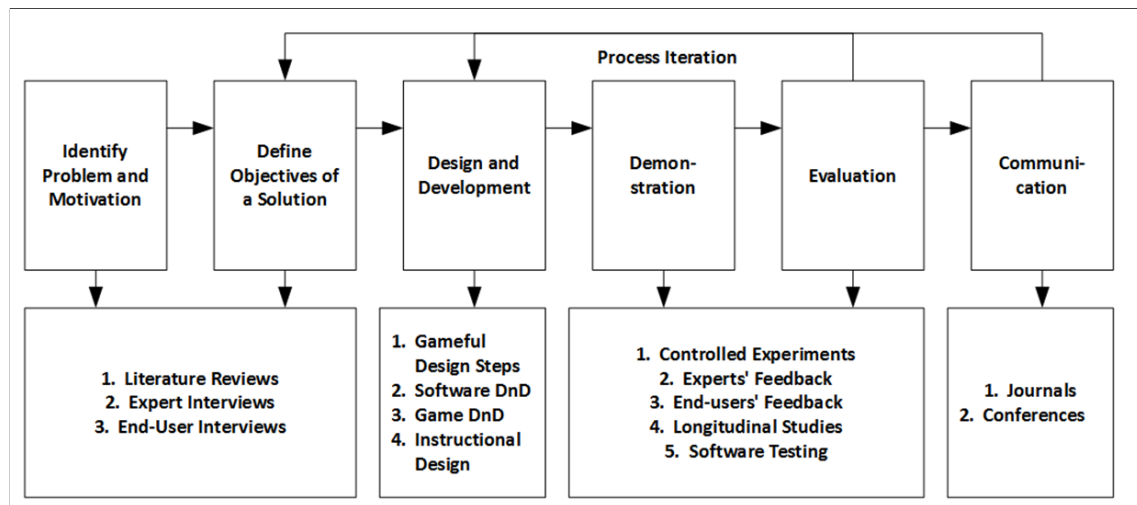 Process Iteration
Identify
Problem and
Motivation
Define
Objectives of
a Solution
Design and
Development
Demon-
stration
Evaluation
Communi-
cation
1. Literature Reviews
2. Expert Interviews
3. End-User Interviews
1. Gameful
Design Steps
2. Software DnD
3. Game DnD
4. Instructional
Design
1. Controlled Experiments
2. Experts' Feedback
3. End-users' Feedback
4. Longitudinal Studies
5. Software Testing
1. Journals
2. Conferences